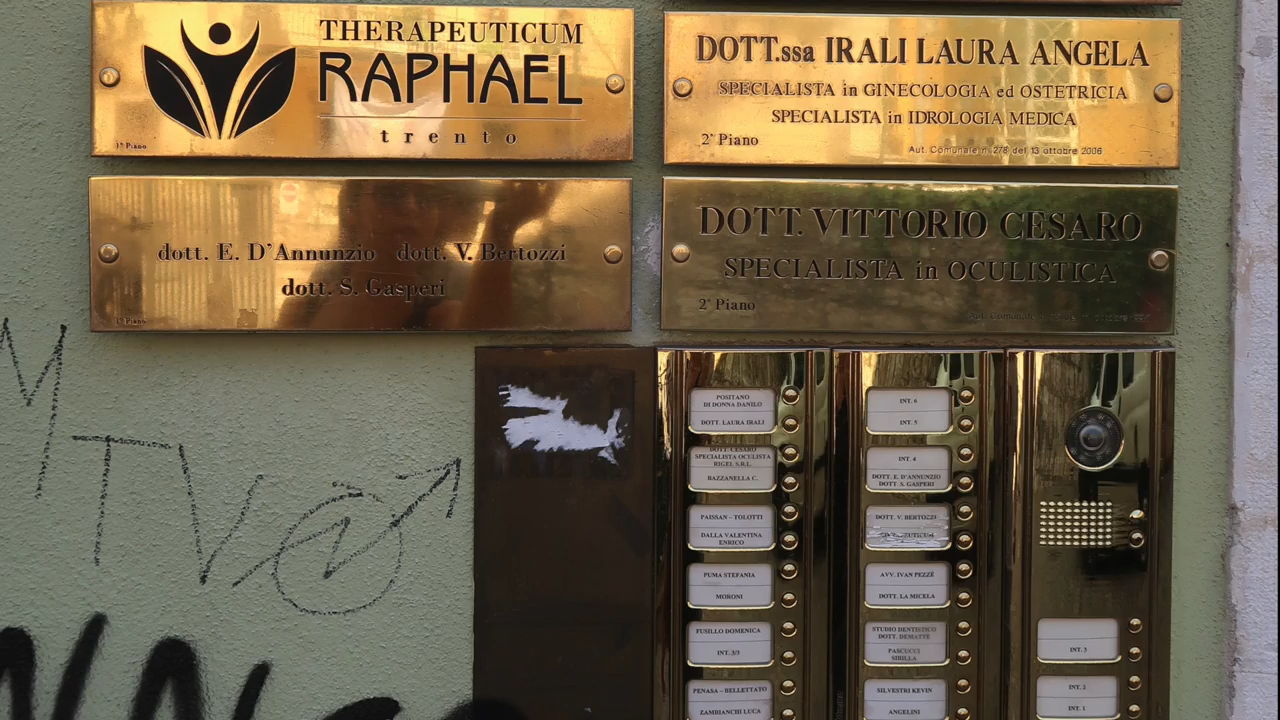 THERAPEUTICUM
RAPHAEL
trento
1° Piano
DOTT.ssa IRALI LAURA ANGELA
SPECIALISTA in GINECOLOGIA ed OSTETRICIA
SPECIALISTA in IDROLOGIA MEDICA
2° Piano
Aut. Comunale n. 278 del 13 ottobre 2006
dott. E. D'Annunzio dott. V. Bertozzi
dott. S. Gasperi
1° Piano
DOTT. VITTORIO CESARO
SPECIALISTA in OCULISTICA
2° Piano
Aut. Comunale
M
TVB
POSITANO
DI DONNA DANILO
DOTT. LAURA IRALI
DOTT. CESARO
SPECIALISTA OCULISTA
RIGEL S.R.L.
BAZZANELLA C.
PAISSAN – TOLOTTI
DALLA VALENTINA
ENRICO
PUMA STEFANIA
MORONI
FUSILLO DOMENICA
INT. 3/3
PENASA – BELLETTATO
ZAMBIANCHI LUCA
INT. 6
INT. 5
INT. 4
DOTT. E. D'ANNUNZIO
DOTT. S. GASPERI
DOTT. V. BERTOZZI
AVV. IVAN PEZZÈ
DOTT. LA MICELA
STUDIO DENTISTICO
DOTT. DEMATTÈ
PASCUCCI
SIBILLA
SILVESTRI KEVIN
ANGELINI
INT. 3
INT. 2
INT. 1